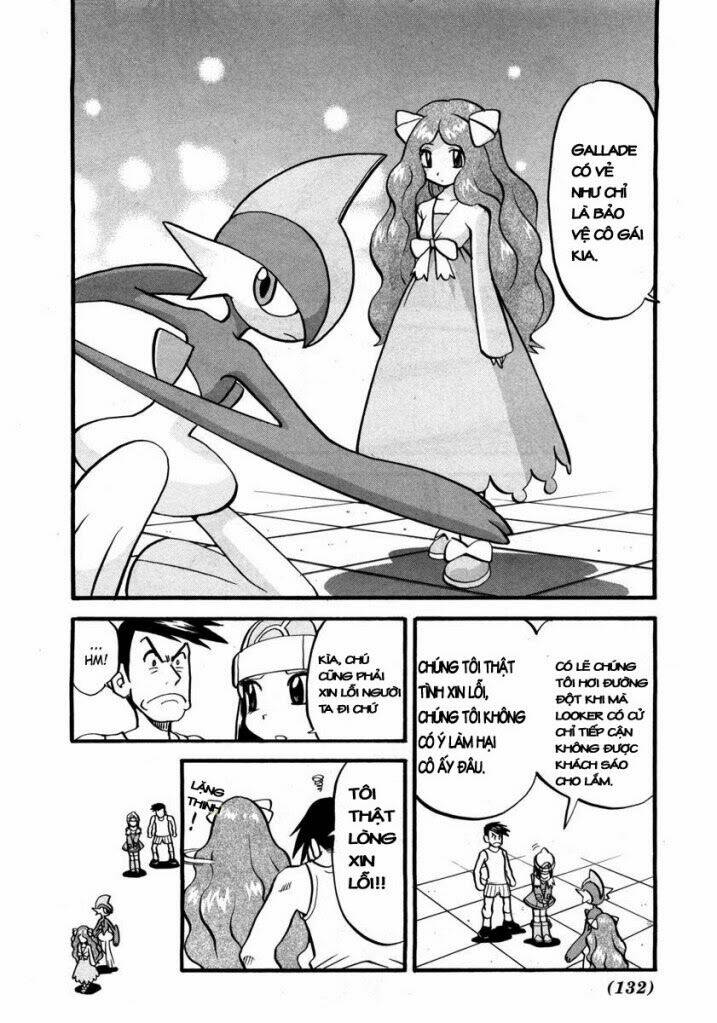 GALLADE
CÓ VẺ
NHƯ CHỈ
LÀ BẢO
VỆ CÔ GÁI
KIA.
CÓ LẼ CHÚNG
TÔI HƠI ĐƯỜNG
ĐỘT KHI MÀ
LOOKER CÓ CỬ
CHỈ TIẾP CẬN
KHÔNG ĐƯỢC
KHÁCH SÁO
CHO LẮM.
CHÚNG TÔI THẬT
TÌNH XIN LỖI,
CHÚNG TÔI KHÔNG
CÓ Ý LÀM HẠI
CÔ ẤY ĐÂU.
KÌA, CHÚ
CŨNG PHẢI
XIN LỖI NGƯỜI
TA ĐI CHỨ
...
HM!
TÔI
THẬT
LÒNG
XIN
LỖI!!
LẶNG
THINH
!
(132)